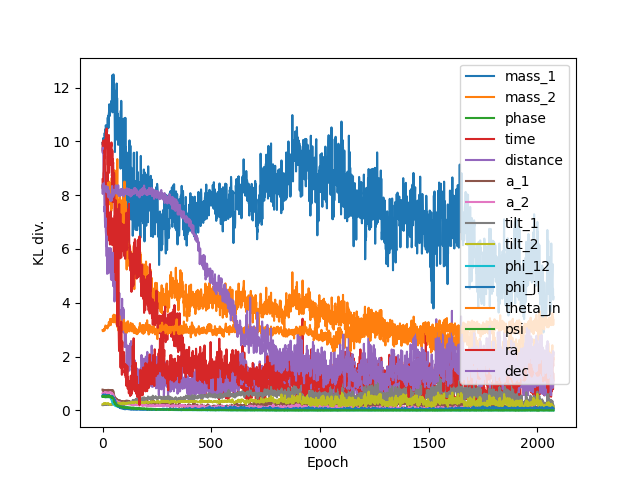 KL div.
12
10
8
6
4
2
0
0
500
1000
1500
2000
Epoch
mass_1
mass_2
phase
time
distance
a_1
a_2
tilt_1
tilt_2
phi_12
phi_jl
theta_jn
psi
ra
dec